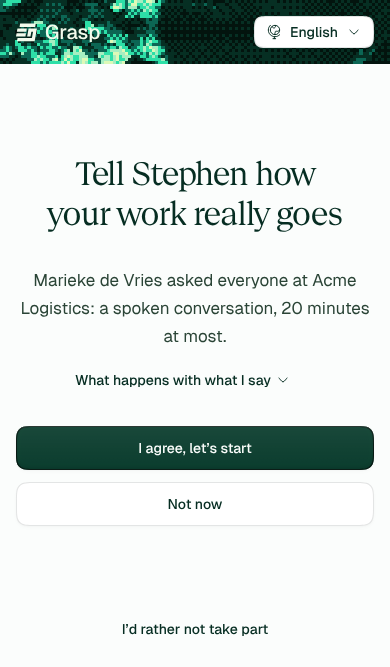 Grasp
English
Tell Stephen how
your work really goes
Marieke de Vries asked everyone at Acme
Logistics: a spoken conversation, 20 minutes
at most.
What happens with what I say
I agree, let’s start
Not now
I’d rather not take part